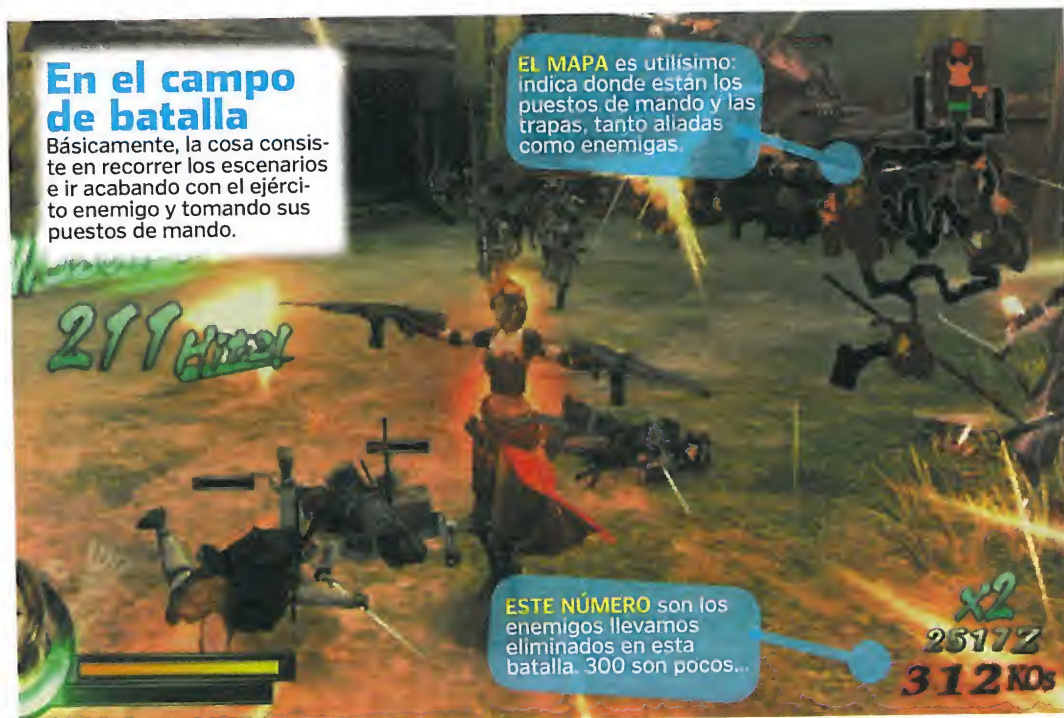 En el campo
de batalla
Básicamente, la cosa consis-
te en recorrer los escenarios
e ir acabando con el ejérci-
to enemigo y tomando sus
puestos de mando.
EL MAPA es utilísimo:
indica donde están los
puestos de mando y las
trapas, tanto aliadas
como enemigas.
211 Hits!
ESTE NÚMERO son los
enemigos llevamos
eliminados en esta
batalla. 300 son pocos...
x2
2517Z
312 KOs